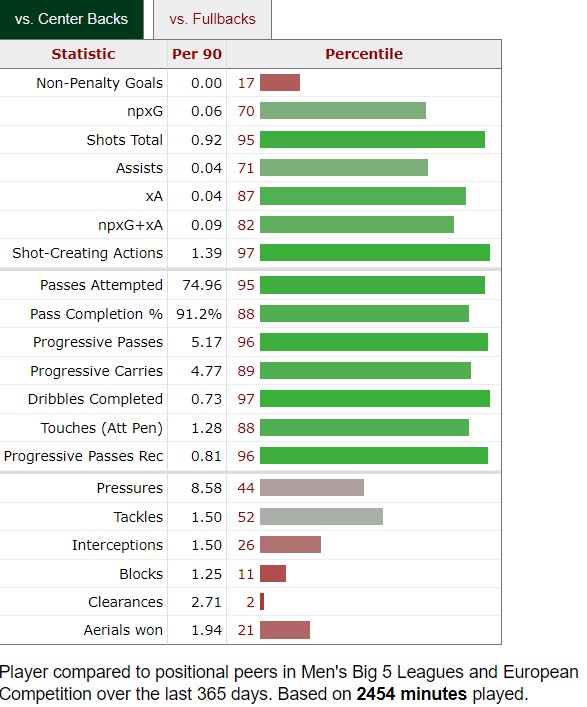 vs. Center Backs vs. Fullbacks
Statistic Per 90 Percentile
Non-Penalty Goals 0.00 17
npxG 0.06 70
Shots Total 0.92 95
Assists 0.04 71
xA 0.04 87
npxG+xA 0.09 82
Shot-Creating Actions 1.39 97
Passes Attempted 74.96 95
Pass Completion % 91.2% 88
Progressive Passes 5.17 96
Progressive Carries 4.77 89
Dribbles Completed 0.73 97
Touches (Att Pen) 1.28 88
Progressive Passes Rec 0.81 96
Pressures 8.58 44
Tackles 1.50 52
Interceptions 1.50 26
Blocks 1.25 11
Clearances 2.71 2
Aerials won 1.94 21
Player compared to positional peers in Men's Big 5 Leagues and European
Competition over the last 365 days. Based on 2454 minutes played.